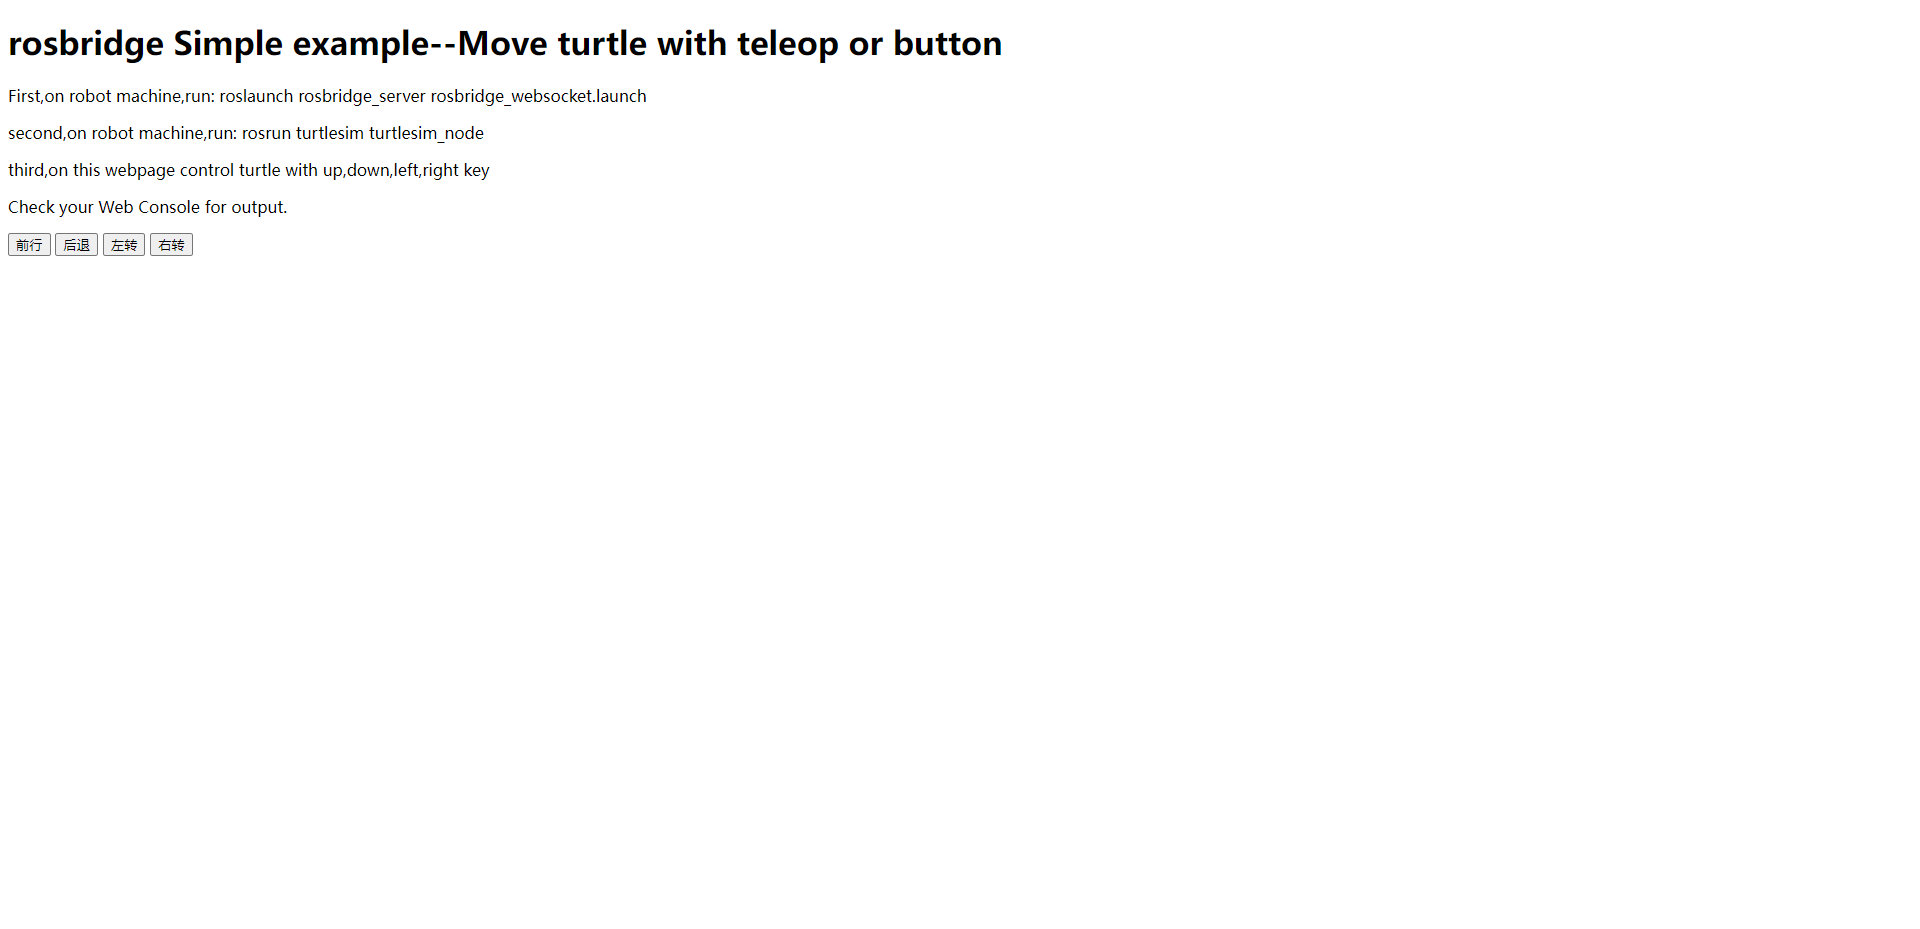 rosbridge Simple example--Move turtle with teleop or button
First,on robot machine,run: roslaunch rosbridge_server rosbridge_websocket.launch
second,on robot machine,run: rosrun turtlesim turtlesim_node
third,on this webpage control turtle with up,down,left,right key
Check your Web Console for output.
前行 后退 左转 右转